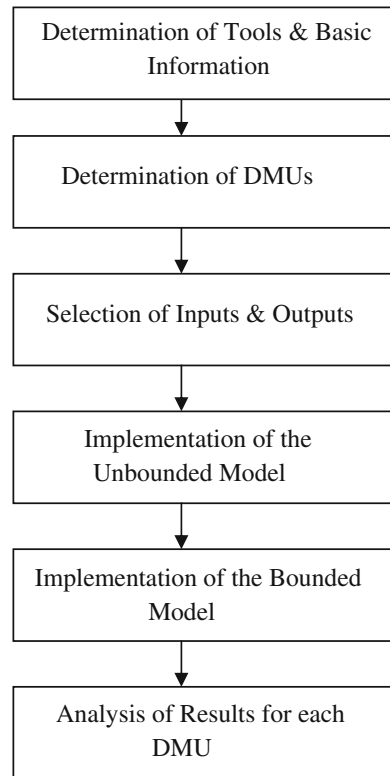 Determination of Tools & Basic
Information
Determination of DMUs
Selection of Inputs & Outputs
Implementation of the
Unbounded Model
Implementation of the Bounded
Model
Analysis of Results for each
DMU